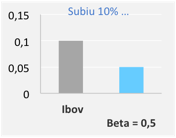 Subiu 10% ...
0,15
0,1
0,05
0
Ibov
Beta = 0,5